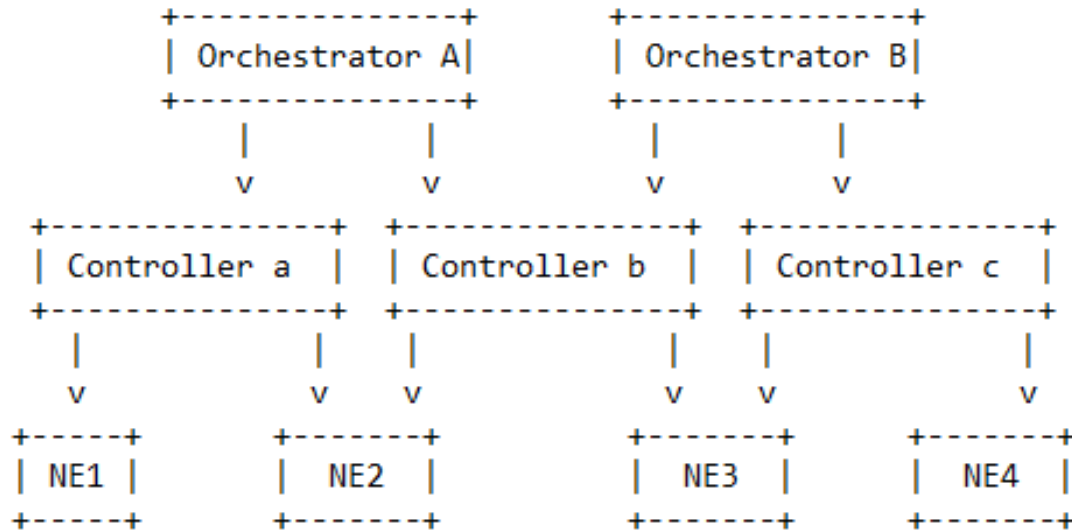 Orchestrator A Orchestrator B
v v v v
Controller a Controller b Controller c
v v v v v v
NE1 NE2 NE3 NE4